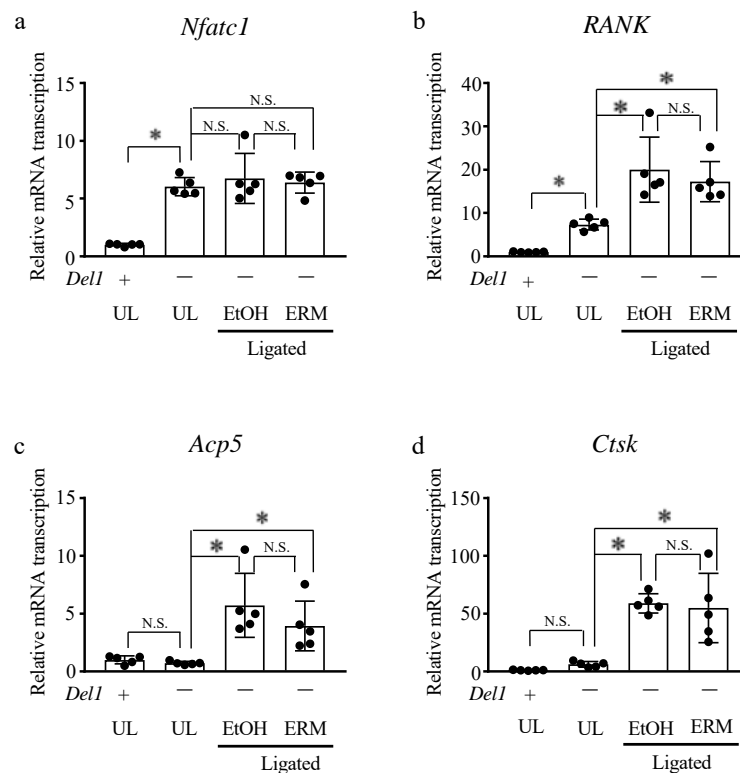 a
Nfatc1
Relative mRNA transcription
15
10
5
0
*
N.S.
N.S.
N.S.
Del1 + — — —
UL UL EtOH ERM
Ligated
b
RANK
Relative mRNA transcription
40
30
20
10
0
*
*
*
N.S.
Del1 + — — —
UL UL EtOH ERM
Ligated
c
Acp5
Relative mRNA transcription
15
10
5
0
N.S.
*
*
N.S.
Del1 + — — —
UL UL EtOH ERM
Ligated
d
Ctsk
Relative mRNA transcription
150
100
50
0
N.S.
*
*
N.S.
Del1 + — — —
UL UL EtOH ERM
Ligated